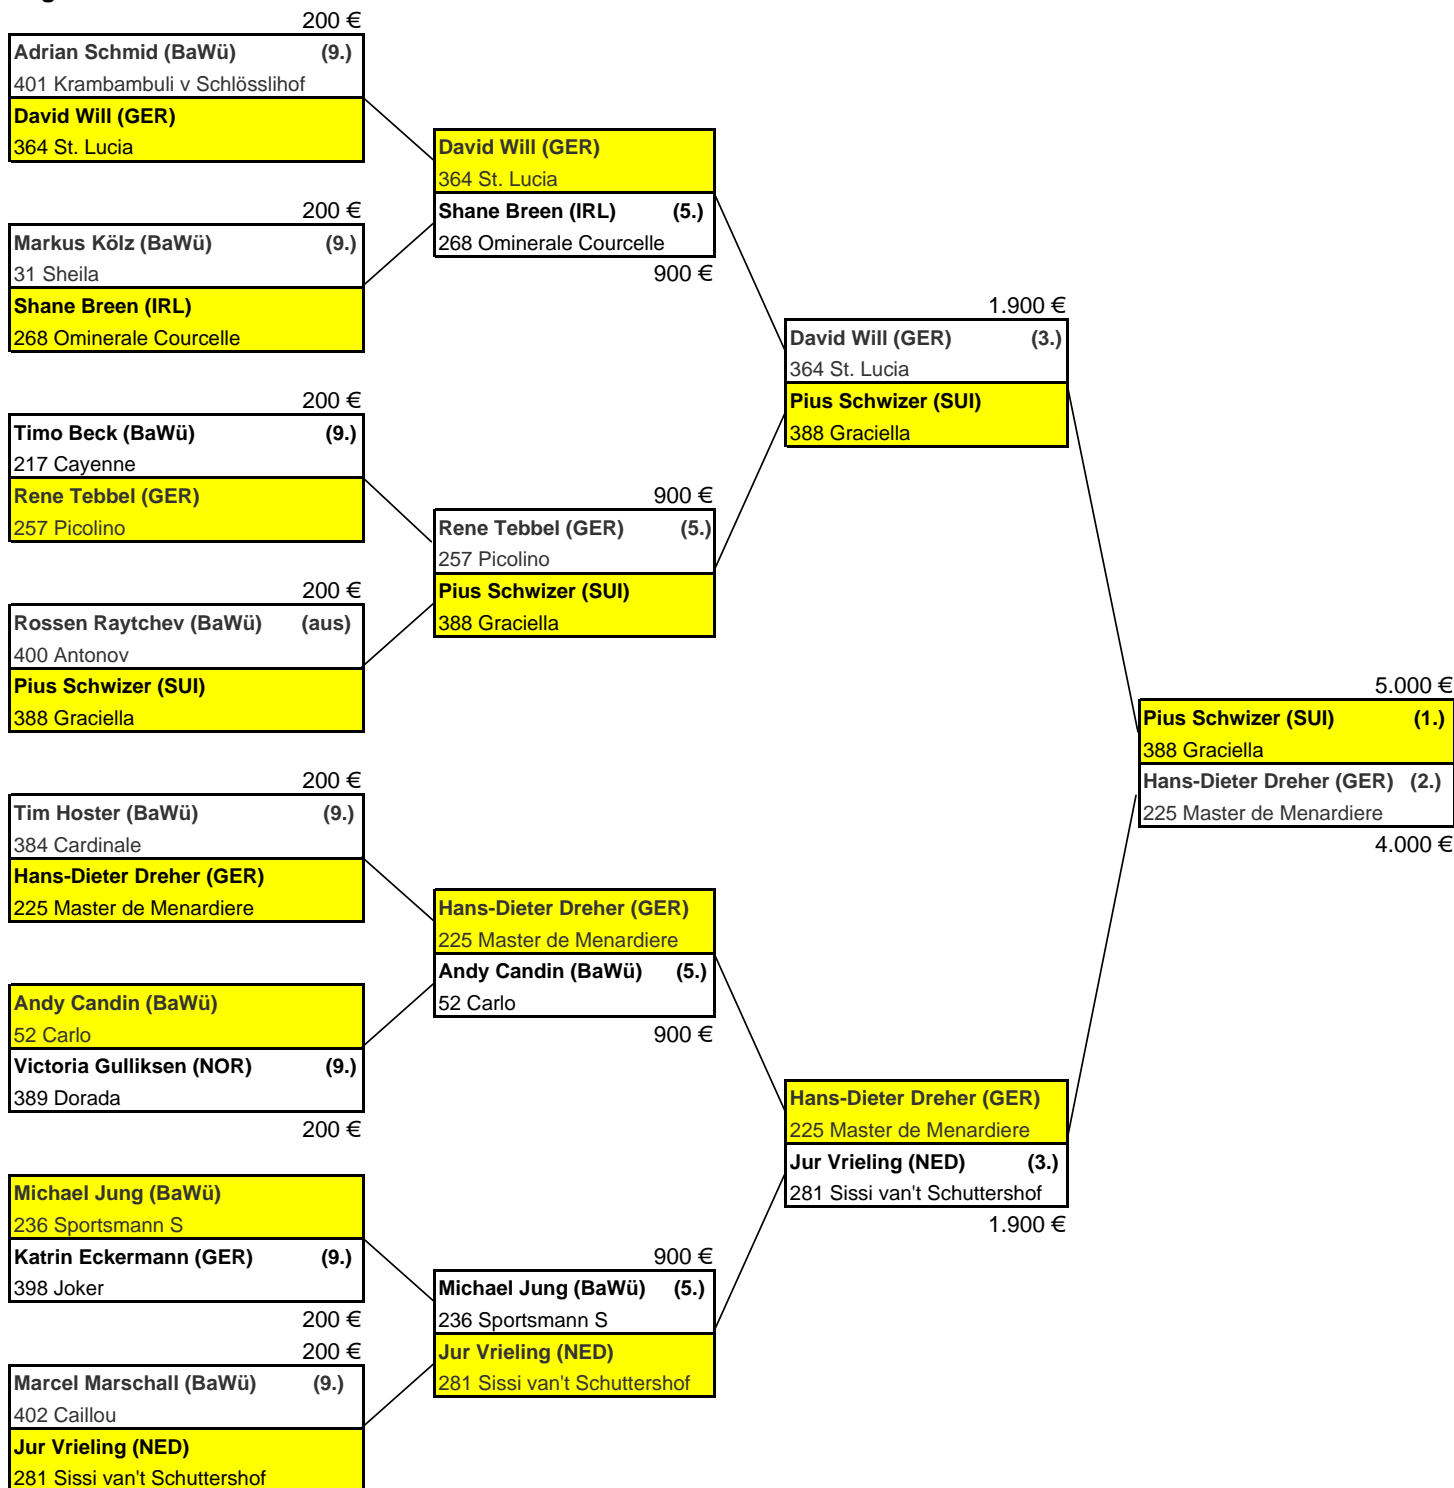 200 €
Adrian Schmid (BaWü) (9.)
401 Krambambuli v Schlösslihof
David Will (GER)
364 St. Lucia
200 €
Markus Kölz (BaWü) (9.)
31 Sheila
Shane Breen (IRL)
268 Ominerale Courcelle
200 €
Timo Beck (BaWü) (9.)
217 Cayenne
Rene Tebbel (GER)
257 Picolino
200 €
Rossen Raytchev (BaWü) (aus)
400 Antonov
Pius Schwizer (SUI)
388 Graciella
200 €
Tim Hoster (BaWü) (9.)
384 Cardinale
Hans-Dieter Dreher (GER)
225 Master de Menardiere
Andy Candin (BaWü)
52 Carlo
Victoria Gulliksen (NOR) (9.)
389 Dorada
200 €
Michael Jung (BaWü)
236 Sportsmann S
Katrin Eckermann (GER) (9.)
398 Joker
200 €
200 €
Marcel Marschall (BaWü) (9.)
402 Caillou
Jur Vrieling (NED)
281 Sissi van't Schuttershof
David Will (GER)
364 St. Lucia
Shane Breen (IRL) (5.)
268 Ominerale Courcelle
900 €
900 €
Rene Tebbel (GER) (5.)
257 Picolino
Pius Schwizer (SUI)
388 Graciella
Hans-Dieter Dreher (GER)
225 Master de Menardiere
Andy Candin (BaWü) (5.)
52 Carlo
900 €
900 €
Michael Jung (BaWü) (5.)
236 Sportsmann S
Jur Vrieling (NED)
281 Sissi van't Schuttershof
1.900 €
David Will (GER) (3.)
364 St. Lucia
Pius Schwizer (SUI)
388 Graciella
Hans-Dieter Dreher (GER)
225 Master de Menardiere
Jur Vrieling (NED) (3.)
281 Sissi van't Schuttershof
1.900 €
5.000 €
Pius Schwizer (SUI) (1.)
388 Graciella
Hans-Dieter Dreher (GER) (2.)
225 Master de Menardiere
4.000 €